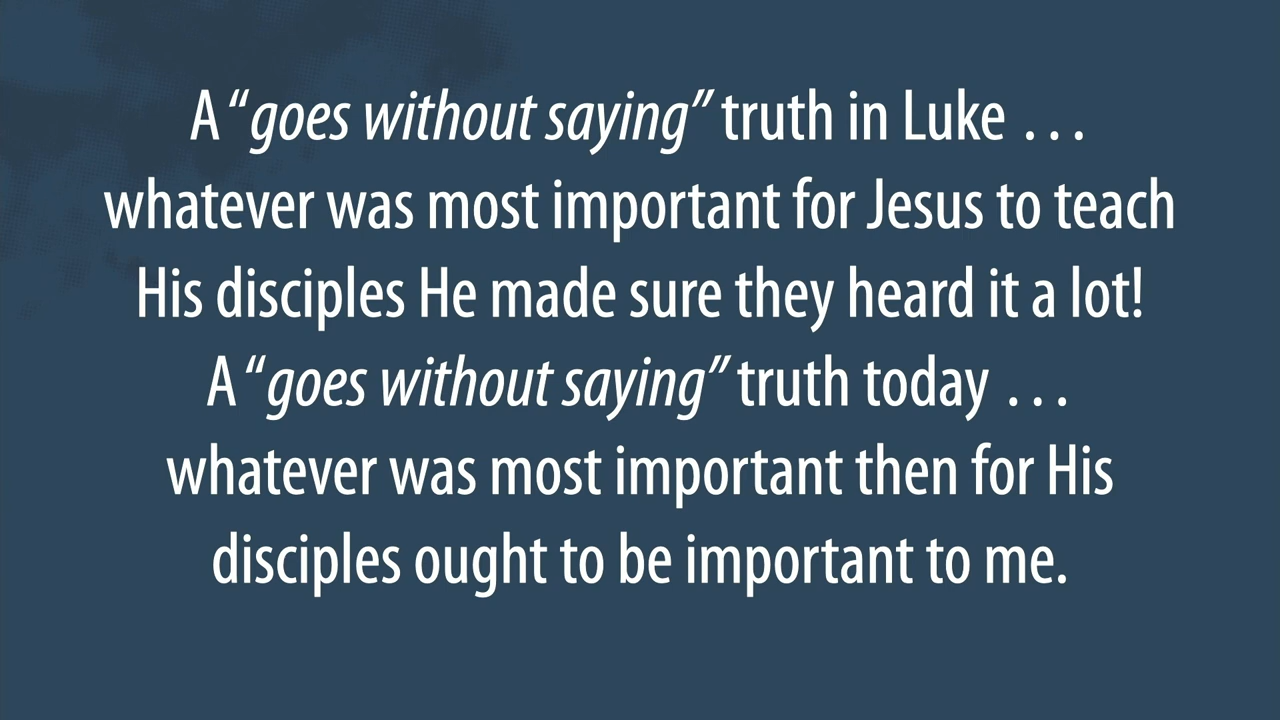 A “goes without saying” truth in Luke . . .
whatever was most important for Jesus to teach
His disciples He made sure they heard it a lot!
A “goes without saying” truth today . . .
whatever was most important then for His
disciples ought to be important to me.